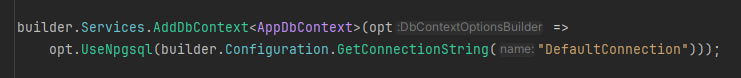 builder.Services.AddDbContext<AppDbContext>(opt :DbContextOptionsBuilder =>
opt.UseNpgsql(builder.Configuration.GetConnectionString( name: "DefaultConnection")));